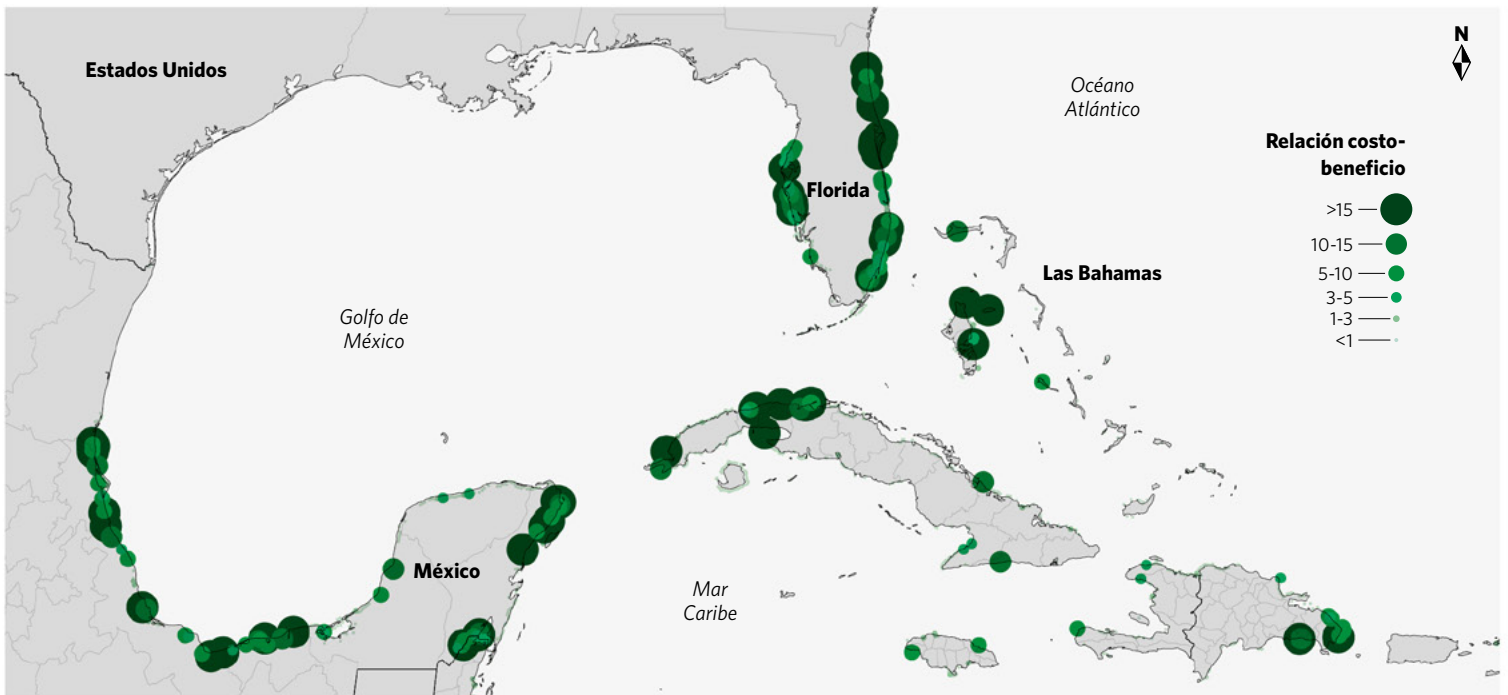 Estados Unidos
Océano
Atlántico
N
Relación costo-
beneficio
>15
10-15
5-10
3-5
1-3
<1
Florida
Las Bahamas
Golfo de
México
México
Mar
Caribe